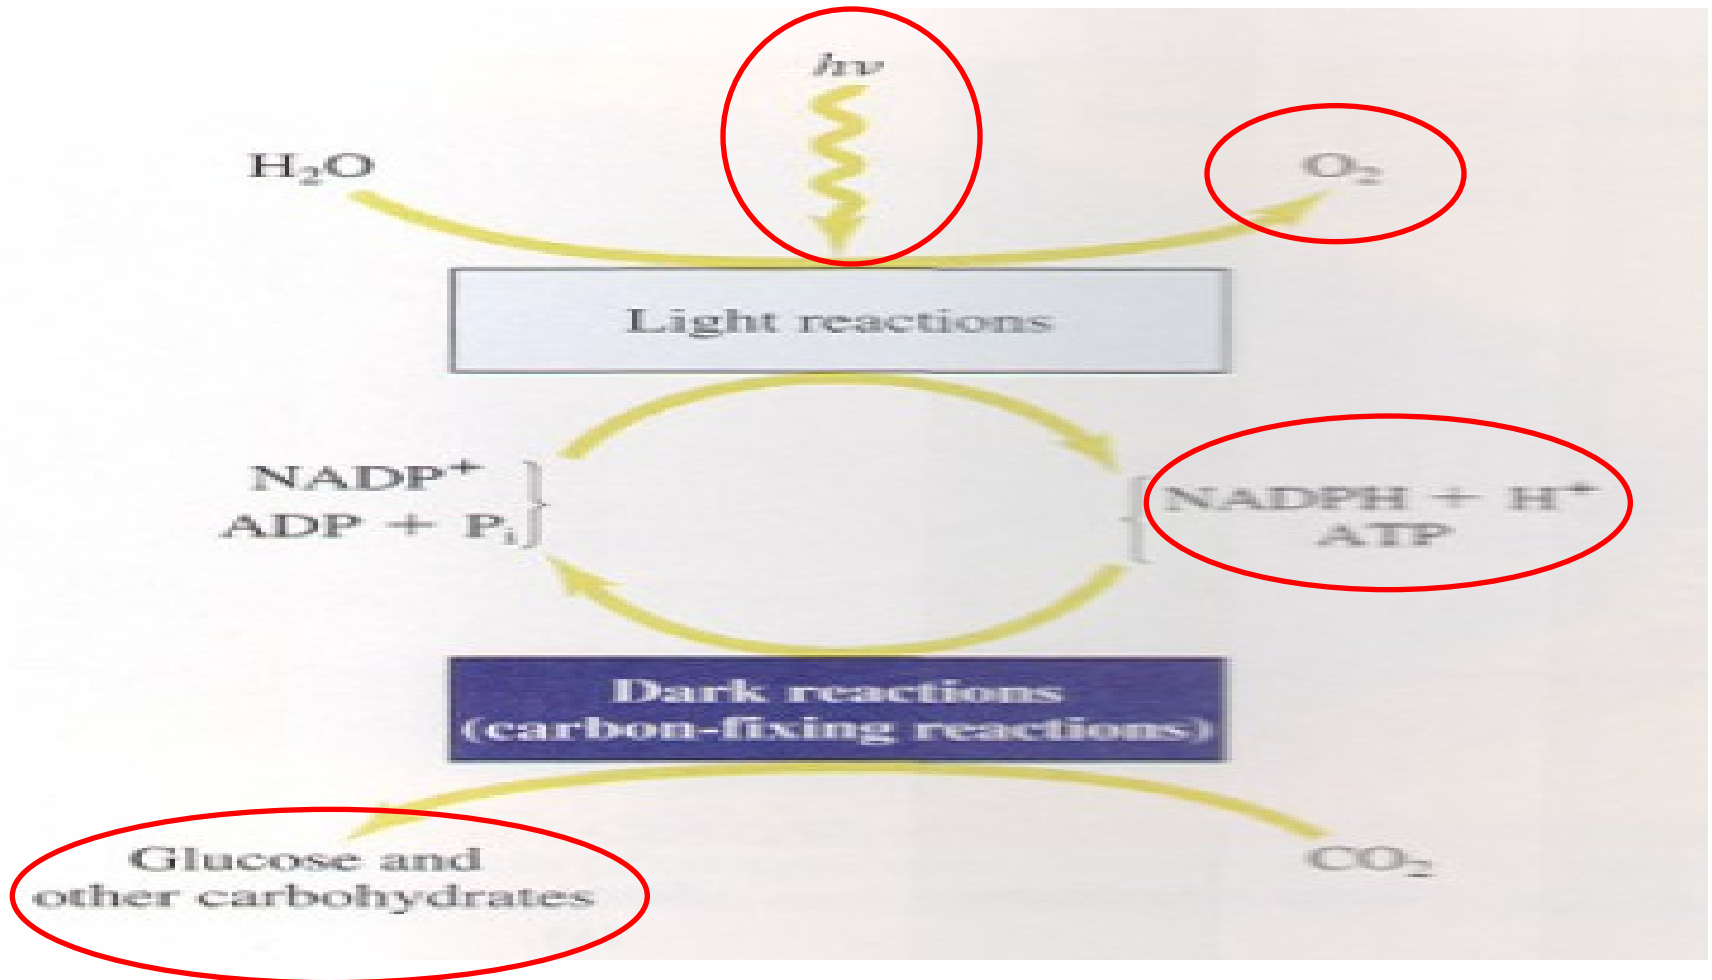 hν
H₂O
O₂
Light reactions
NADP⁺
ADP + Pᵢ
NADPH + H⁺
ATP
Dark reactions
(carbon-fixing reactions)
Glucose and
other carbohydrates
CO₂